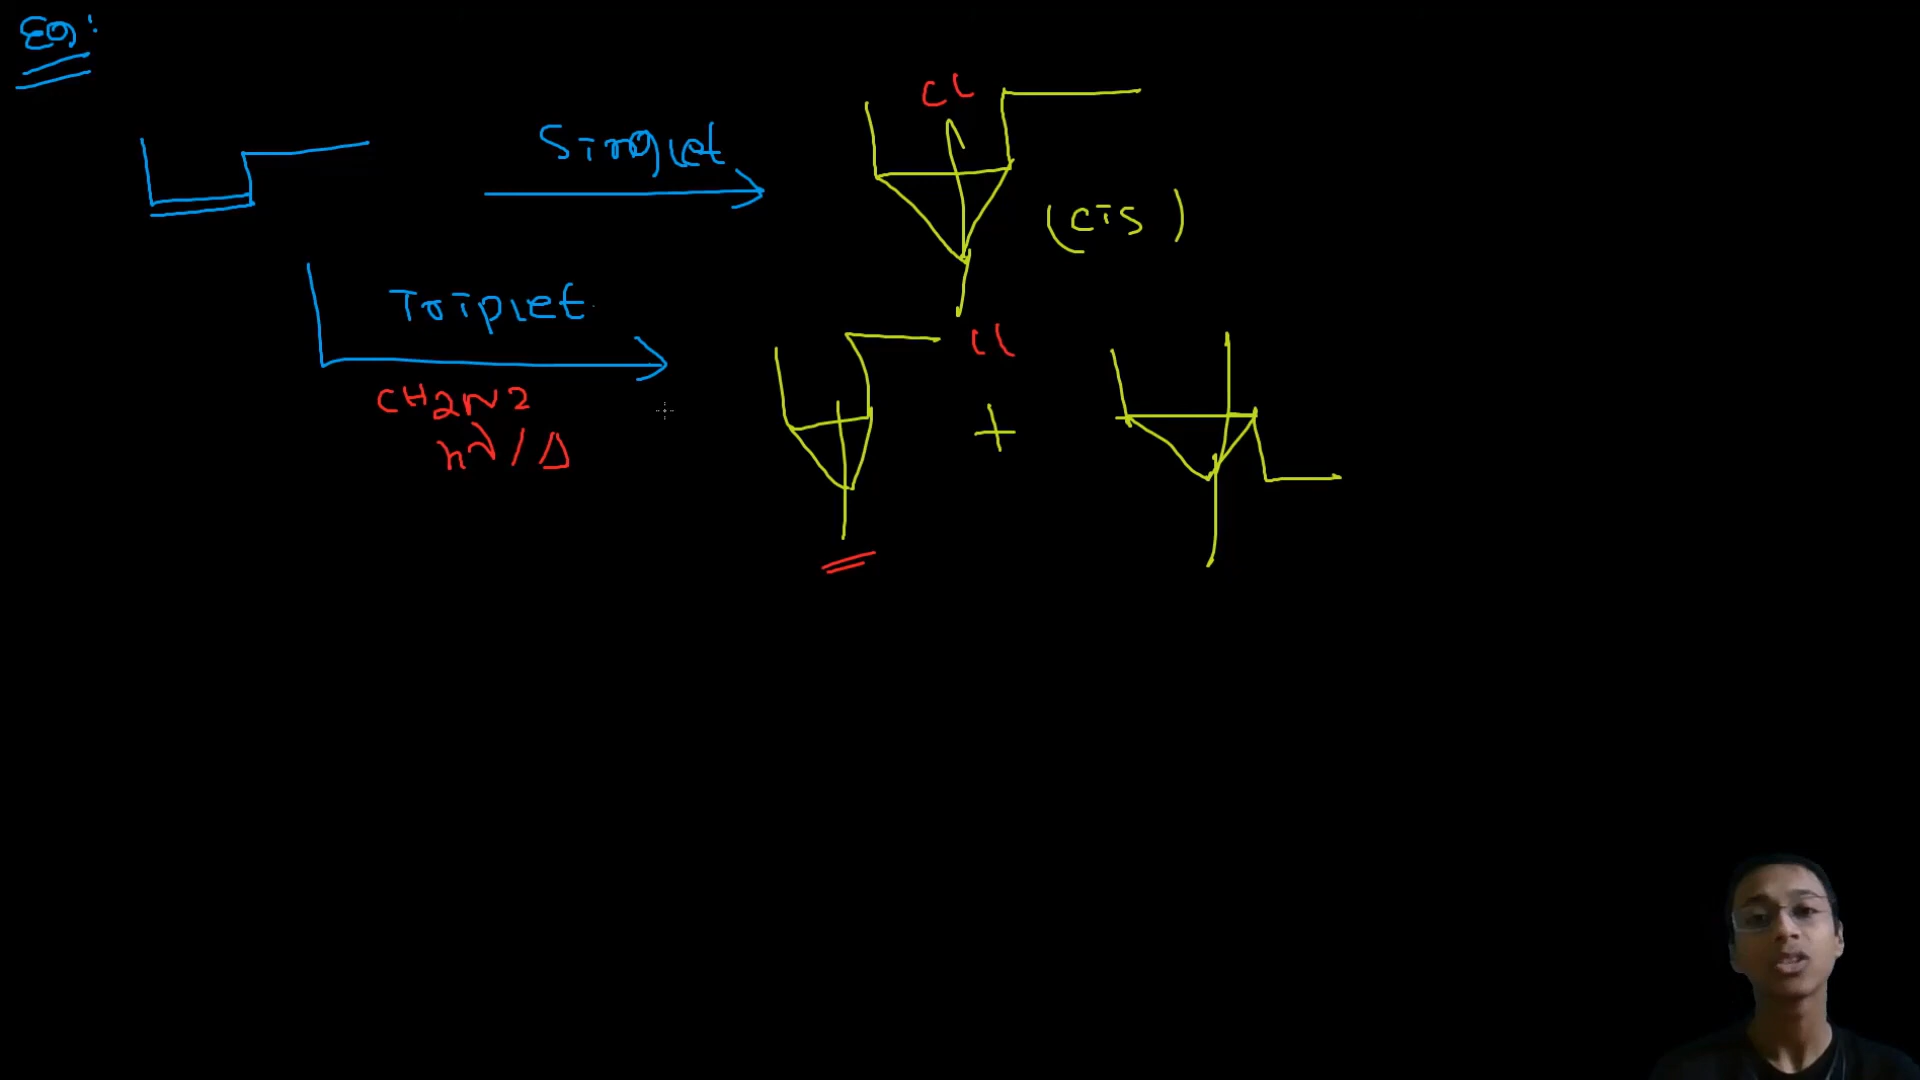 Eg:
Cl
Singlet
(cis)
Triplet
Cl
CH2N2
+
hν/Δ